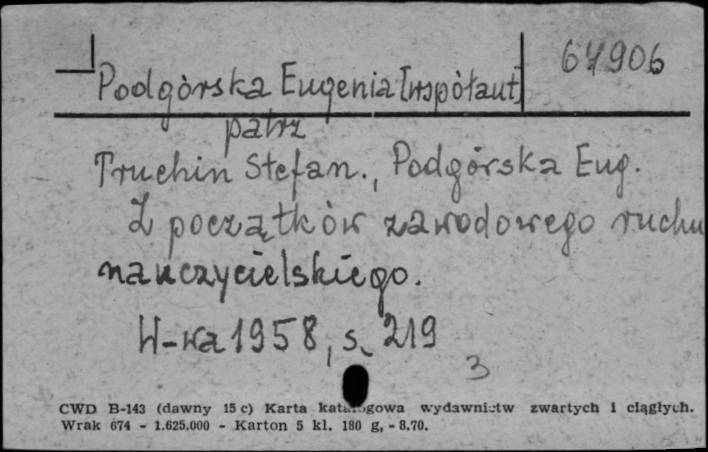 67906
Podgórska Eugenia [współaut]
patrz
Truchin Stefan., Podgórska Eug.
Z początków zawodowego ruchu
nauczycielskiego.
W-wa 1958, s. 219
3
CWD B-143 (dawny 15 c) Karta katalogowa wydawnictw zwartych i ciągłych.
Wrak 674 - 1.625.000 - Karton 5 kl. 180 g, - 8.70.